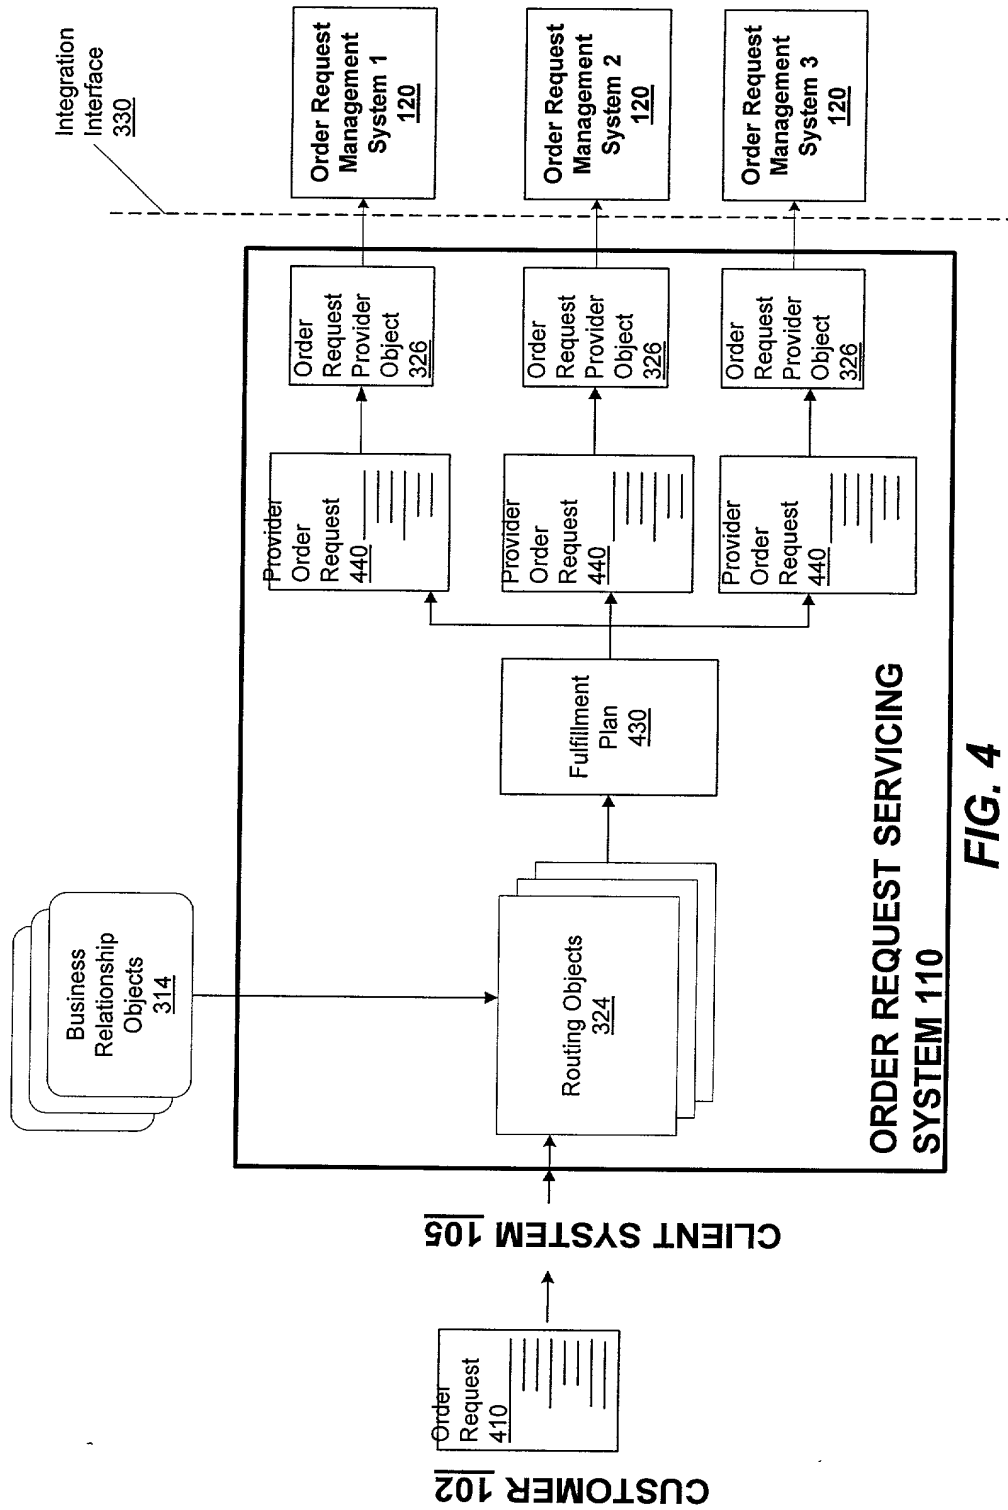 CUSTOMER 102
Order
Request
410
CLIENT SYSTEM 105
Business
Relationship
Objects
314
Routing Objects
324
Fulfillment
Plan
430
Provider
Order
Request
440
Provider
Order
Request
440
Provider
Order
Request
440
Order
Request
Provider
Object
326
Order
Request
Provider
Object
326
Order
Request
Provider
Object
326
Integration
Interface
330
Order Request
Management
System 1
120
Order Request
Management
System 2
120
Order Request
Management
System 3
120
ORDER REQUEST SERVICING
SYSTEM 110
FIG. 4